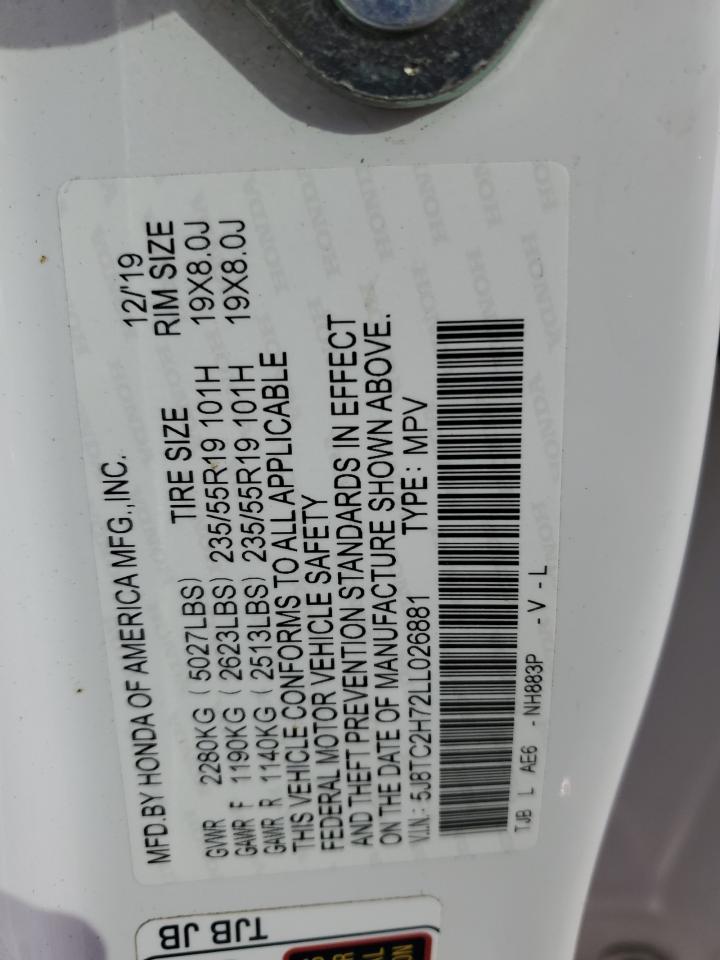 MFD.BY HONDA OF AMERICA MFG.,INC. 12/'19
GVWR 2280KG (5027LBS) TIRE SIZE RIM SIZE
GAWR F 1190KG (2623LBS) 235/55R19 101H 19X8.0J
GAWR R 1140KG (2513LBS) 235/55R19 101H 19X8.0J
THIS VEHICLE CONFORMS TO ALL APPLICABLE
FEDERAL MOTOR VEHICLE SAFETY
AND THEFT PREVENTION STANDARDS IN EFFECT
ON THE DATE OF MANUFACTURE SHOWN ABOVE.
V.I.N.: 5J8TC2H72LL026881 TYPE: MPV
TJB L AE6 -NH883P -V-L
TJB JB